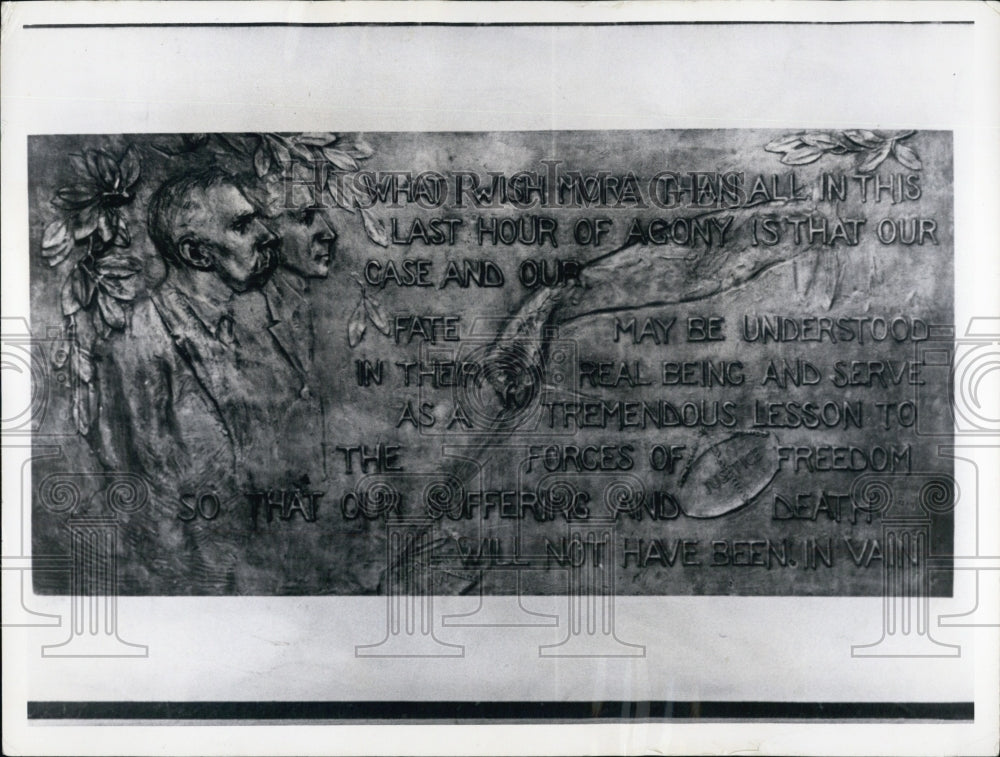 WHAT I WISH MORA THAN ALL IN THIS
LAST HOUR OF AGONY IS THAT OUR
CASE AND OUR
FATE MAY BE UNDERSTOOD
IN THEIR REAL BEING AND SERVE
AS A TREMENDOUS LESSON TO
THE FORCES OF FREEDOM
JUSTICE
SO THAT OUR SUFFERING AND DEATH
WILL NOT HAVE BEEN. IN VAIN